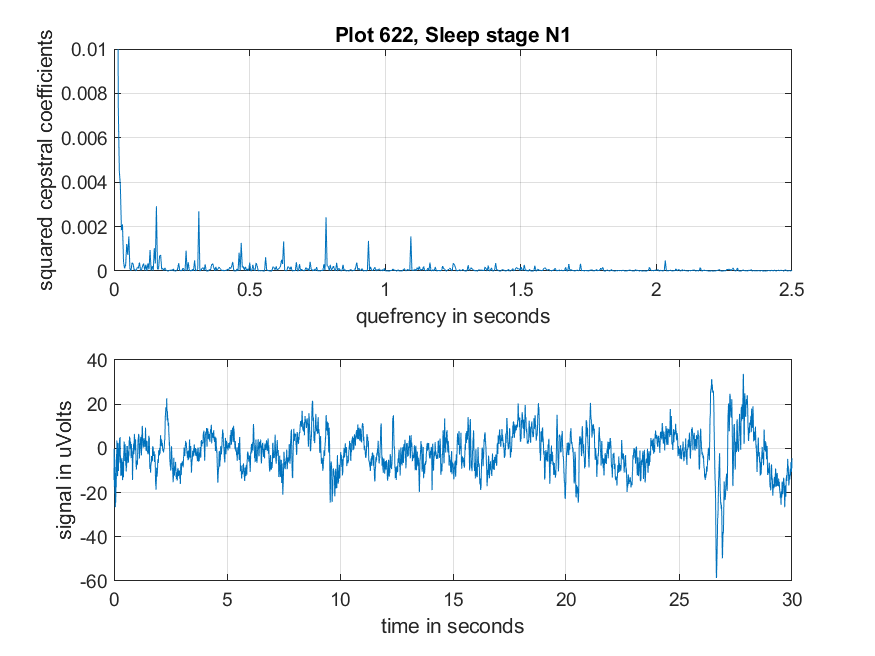 Plot 622, Sleep stage N1
squared cepstral coefficients
0.01
0.008
0.006
0.004
0.002
0
0 0.5 1 1.5 2 2.5
quefrency in seconds
signal in uVolts
40
20
0
-20
-40
-60
0 5 10 15 20 25 30
time in seconds